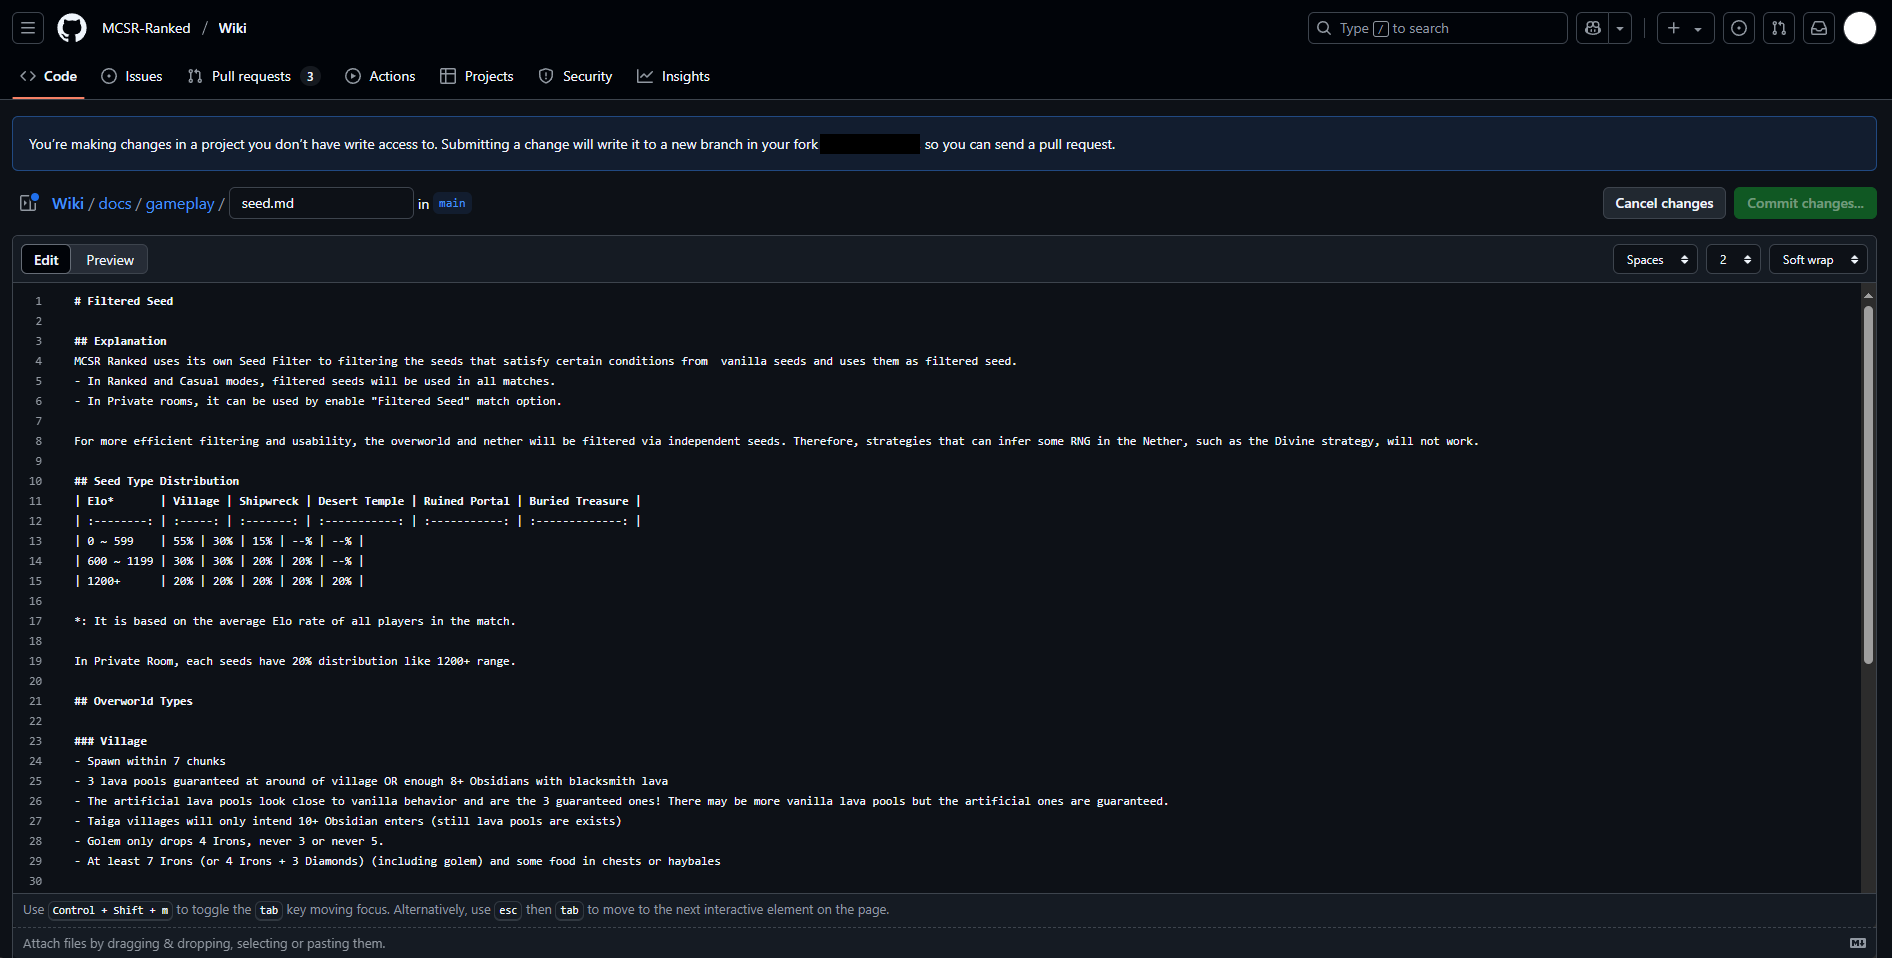 MCSR-Ranked / Wiki
Type / to search
Code Issues Pull requests 3 Actions Projects Security Insights
You’re making changes in a project you don’t have write access to. Submitting a change will write it to a new branch in your fork so you can send a pull request.
Wiki / docs / gameplay / seed.md in main
Cancel changes Commit changes...
Edit Preview Spaces 2 Soft wrap
1 # Filtered Seed
2
3 ## Explanation
4 MCSR Ranked uses its own Seed Filter to filtering the seeds that satisfy certain conditions from  vanilla seeds and uses them as filtered seed.
5 - In Ranked and Casual modes, filtered seeds will be used in all matches.
6 - In Private rooms, it can be used by enable "Filtered Seed" match option.
7
8 For more efficient filtering and usability, the overworld and nether will be filtered via independent seeds. Therefore, strategies that can infer some RNG in the Nether, such as the Divine strategy, will not work.
9
10 ## Seed Type Distribution
11 | Elo*       | Village | Shipwreck | Desert Temple | Ruined Portal | Buried Treasure |
12 | :--------: | :-----: | :-------: | :-----------: | :-----------: | :-------------: |
13 | 0 ~ 599    | 55% | 30% | 15% | --% | --% |
14 | 600 ~ 1199 | 30% | 30% | 20% | 20% | --% |
15 | 1200+      | 20% | 20% | 20% | 20% | 20% |
16
17 *: It is based on the average Elo rate of all players in the match.
18
19 In Private Room, each seeds have 20% distribution like 1200+ range.
20
21 ## Overworld Types
22
23 ### Village
24 - Spawn within 7 chunks
25 - 3 lava pools guaranteed at around of village OR enough 8+ Obsidians with blacksmith lava
26 - The artificial lava pools look close to vanilla behavior and are the 3 guaranteed ones! There may be more vanilla lava pools but the artificial ones are guaranteed.
27 - Taiga villages will only intend 10+ Obsidian enters (still lava pools are exists)
28 - Golem only drops 4 Irons, never 3 or never 5.
29 - At least 7 Irons (or 4 Irons + 3 Diamonds) (including golem) and some food in chests or haybales
30
Use Control + Shift + m to toggle the tab key moving focus. Alternatively, use esc then tab to move to the next interactive element on the page.
Attach files by dragging & dropping, selecting or pasting them.